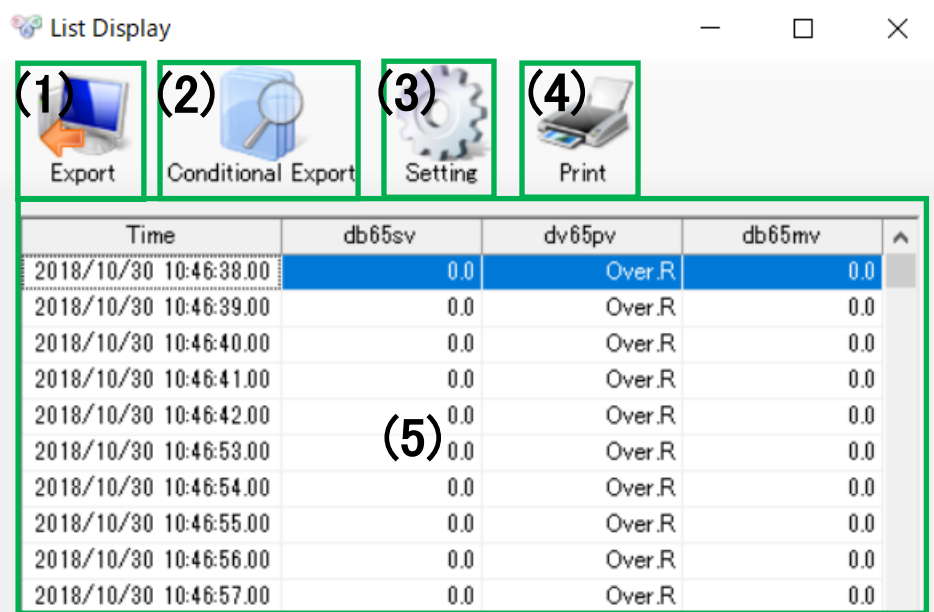 List Display
(1) (2) (3) (4)
Export Conditional Export Setting Print
Time db65sv dv65pv db65mv
2018/10/30 10:46:38.00 0.0 Over.R 0.0
2018/10/30 10:46:39.00 0.0 Over.R 0.0
2018/10/30 10:46:40.00 0.0 Over.R 0.0
2018/10/30 10:46:41.00 0.0 Over.R 0.0
2018/10/30 10:46:42.00 0.0 Over.R 0.0
(5)
2018/10/30 10:46:53.00 0.0 Over.R 0.0
2018/10/30 10:46:54.00 0.0 Over.R 0.0
2018/10/30 10:46:55.00 0.0 Over.R 0.0
2018/10/30 10:46:56.00 0.0 Over.R 0.0
2018/10/30 10:46:57.00 0.0 Over.R 0.0